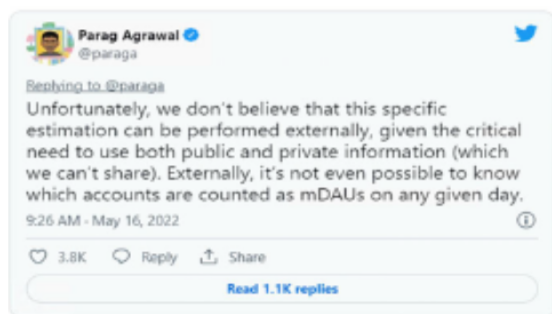 Parag Agrawal
@paraga
Replying to @paraga
Unfortunately, we don't believe that this specific
estimation can be performed externally, given the critical
need to use both public and private information (which
we can't share). Externally, it's not even possible to know
which accounts are counted as mDAUs on any given day.
9:26 AM - May 16, 2022
3.8K Reply Share
Read 1.1K replies